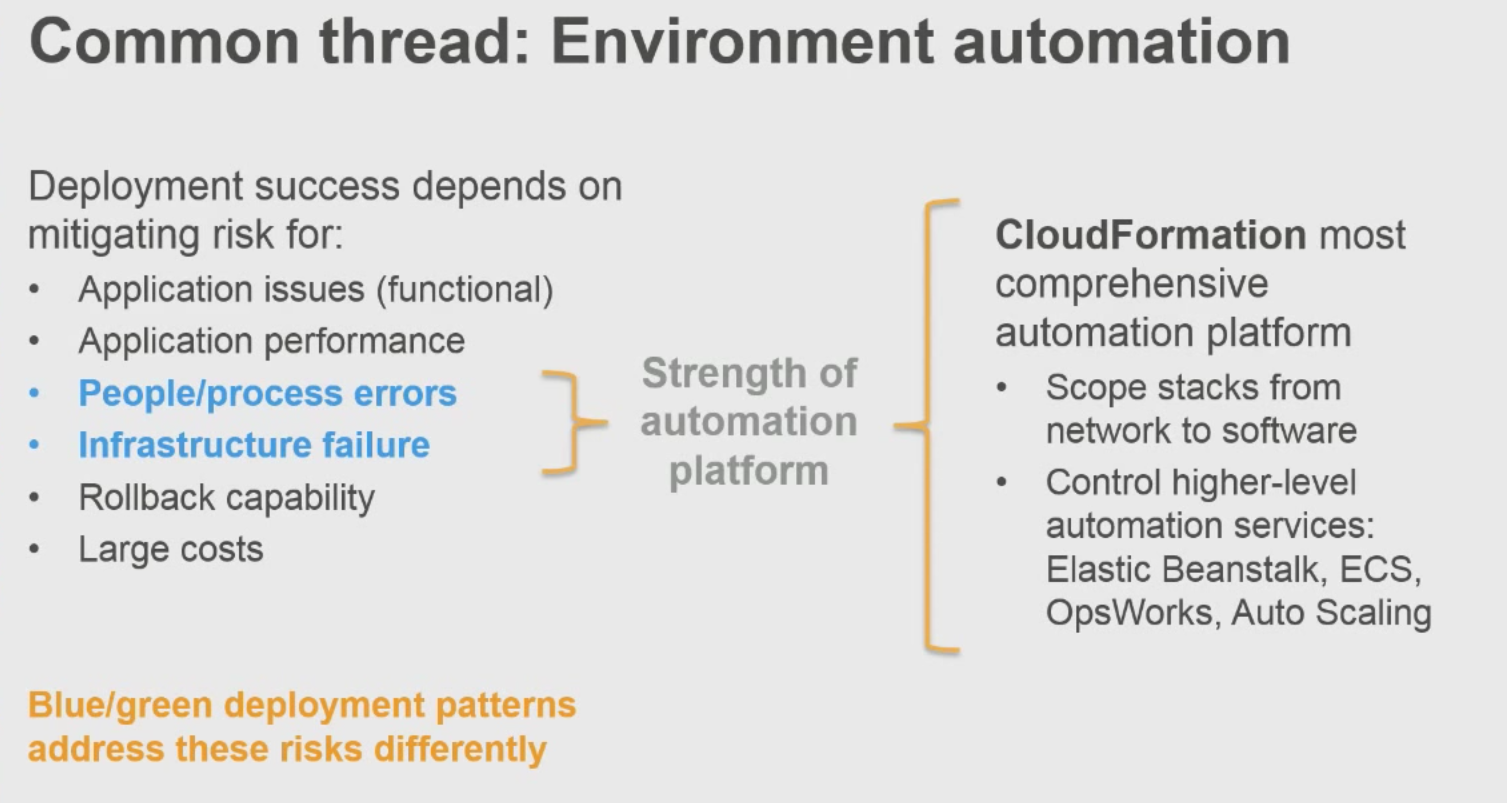 Common thread: Environment automation
Deployment success depends on
mitigating risk for:
• Application issues (functional)
• Application performance
• People/process errors
• Infrastructure failure
• Rollback capability
• Large costs
Blue/green deployment patterns
address these risks differently
Strength of
automation
platform
CloudFormation most
comprehensive
automation platform
• Scope stacks from
network to software
• Control higher-level
automation services:
Elastic Beanstalk, ECS,
OpsWorks, Auto Scaling